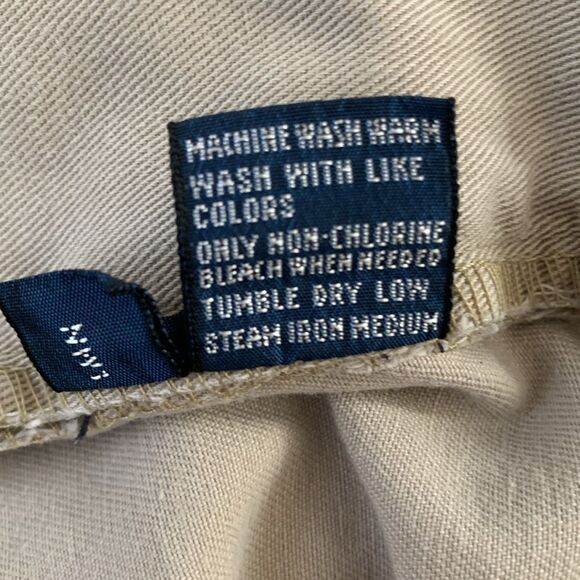 MACHINE WASH WARM
WASH WITH LIKE
COLORS
ONLY NON-CHLORINE
BLEACH WHEN NEEDED
TUMBLE DRY LOW
STEAM IRON MEDIUM